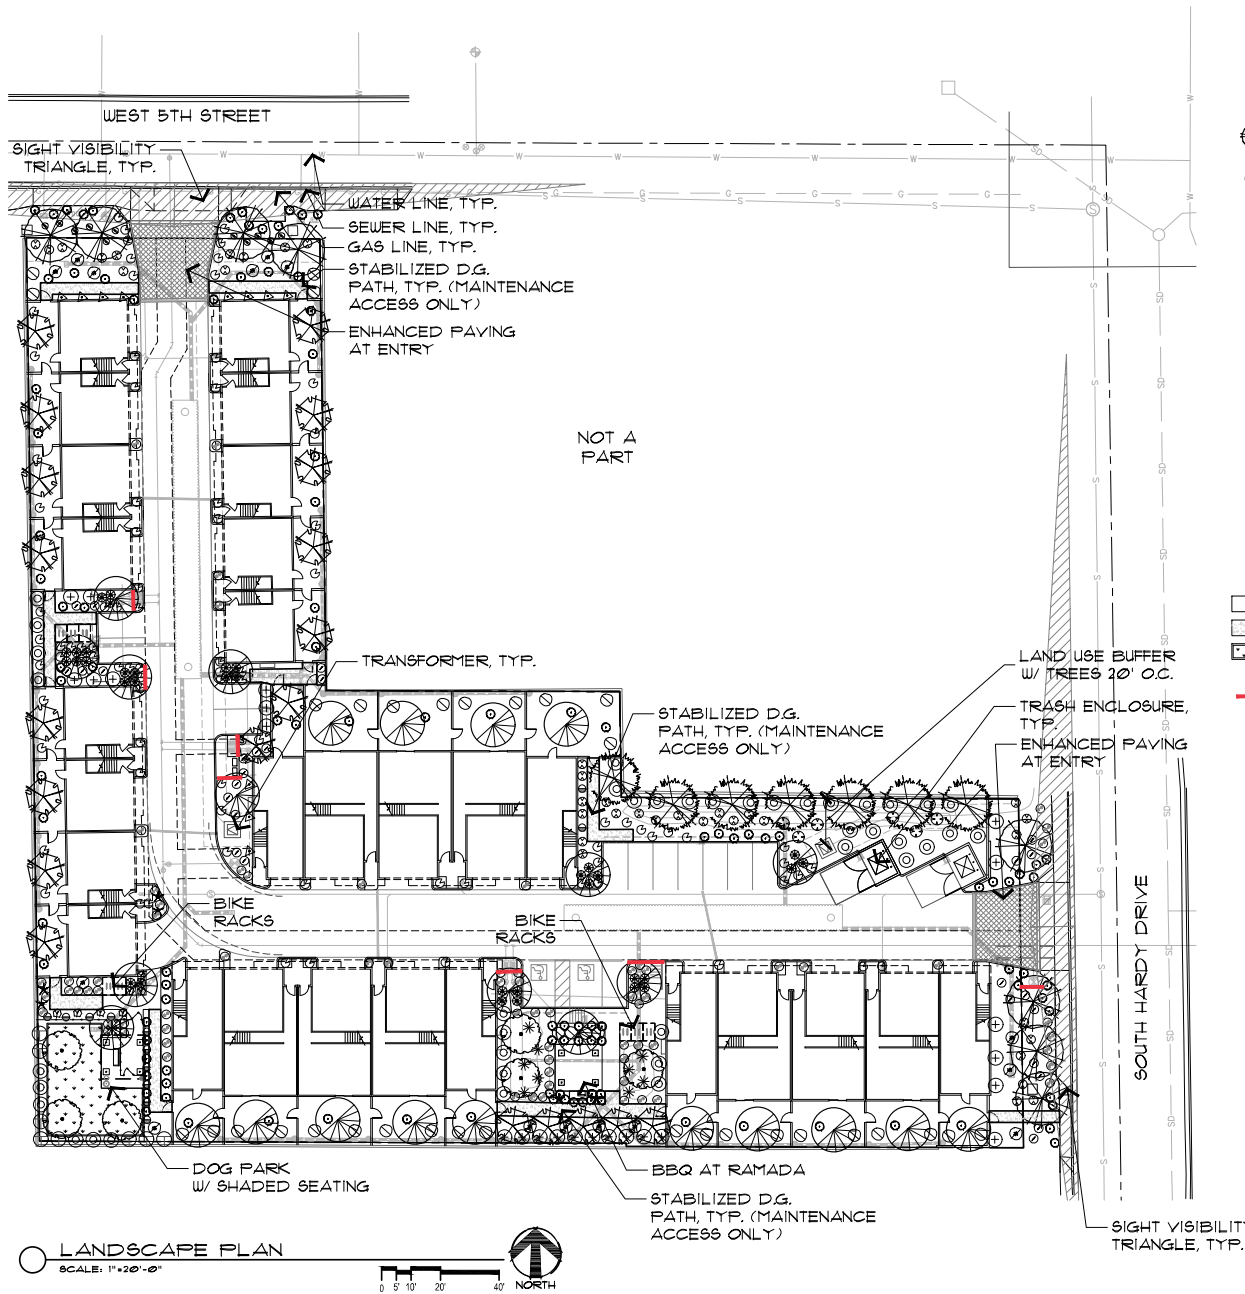 WEST 5TH STREET
SIGHT VISIBILITY
TRIANGLE, TYP.
WATER LINE, TYP.
SEWER LINE, TYP.
GAS LINE, TYP.
STABILIZED D.G.
PATH, TYP. (MAINTENANCE
ACCESS ONLY)
ENHANCED PAVING
AT ENTRY
NOT A
PART
TRANSFORMER, TYP.
LAND USE BUFFER
W/ TREES 20' O.C.
TRASH ENCLOSURE,
TYP.
ENHANCED PAVING
AT ENTRY
STABILIZED D.G.
PATH, TYP. (MAINTENANCE
ACCESS ONLY)
BIKE
RACKS
BIKE
RACKS
SOUTH HARDY DRIVE
DOG PARK
W/ SHADED SEATING
BBQ AT RAMADA
STABILIZED D.G.
PATH, TYP. (MAINTENANCE
ACCESS ONLY)
SIGHT VISIBILITY
TRIANGLE, TYP.
LANDSCAPE PLAN
SCALE: 1"=20'-0"
0 5' 10' 20' 40'
NORTH